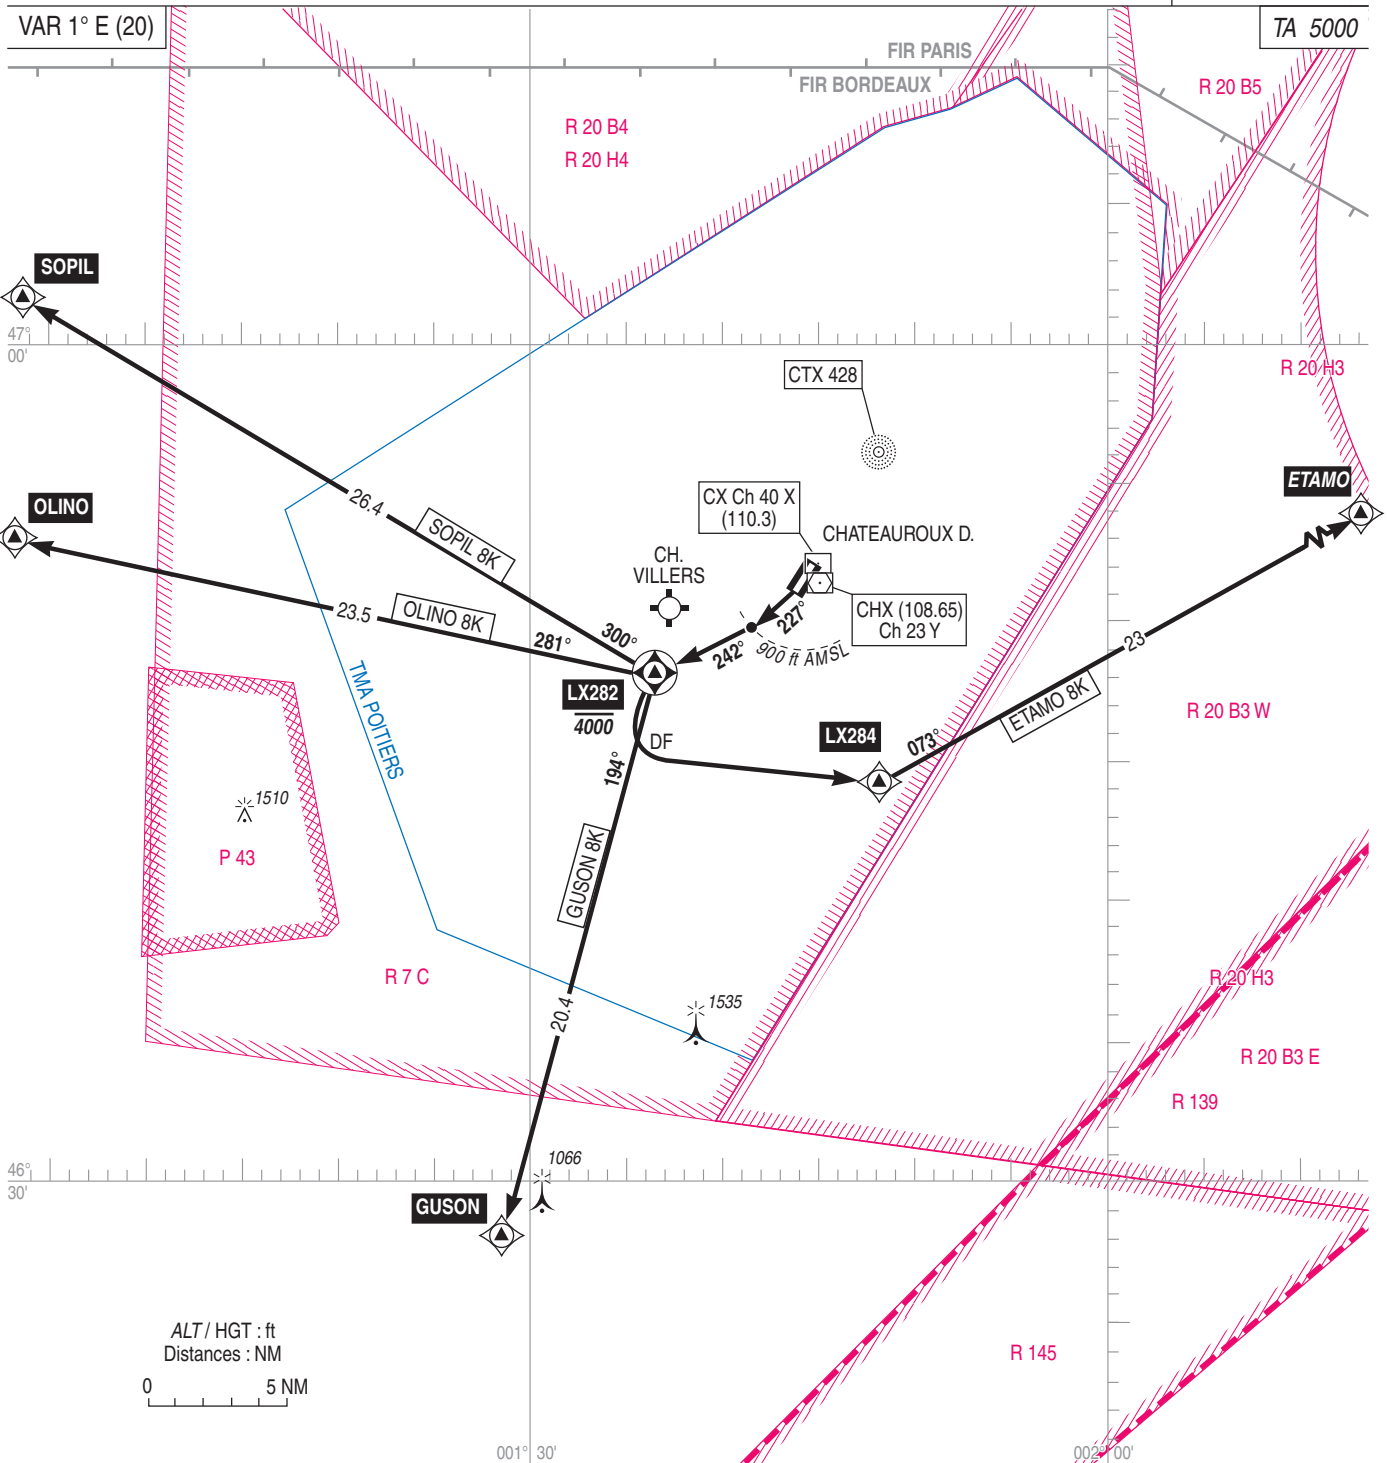 VAR 1° E (20)
TA 5000
FIR PARIS
FIR BORDEAUX
R 20 B5
R 20 B4
R 20 H4
SOPIL
47°
00'
CTX 428
R 20 H3
ETAMO
OLINO
26.4
CX Ch 40 X
(110.3)
CHATEAUROUX D.
SOPIL 8K
CH.
VILLERS
23.5
OLINO 8K
CHX (108.65)
Ch 23 Y
227°
281°
300°
242°
900 ft AMSL
23
LX282
4000
TMA POITIERS
ETAMO 8K
R 20 B3 W
LX284
073°
DF
194°
1510
P 43
GUSON 8K
R 7 C
R 20 H3
1535
20.4
R 20 B3 E
R 139
1066
46°
30'
GUSON
ALT / HGT : ft
Distances : NM
0 5 NM
R 145
001° 30'
002° 00'